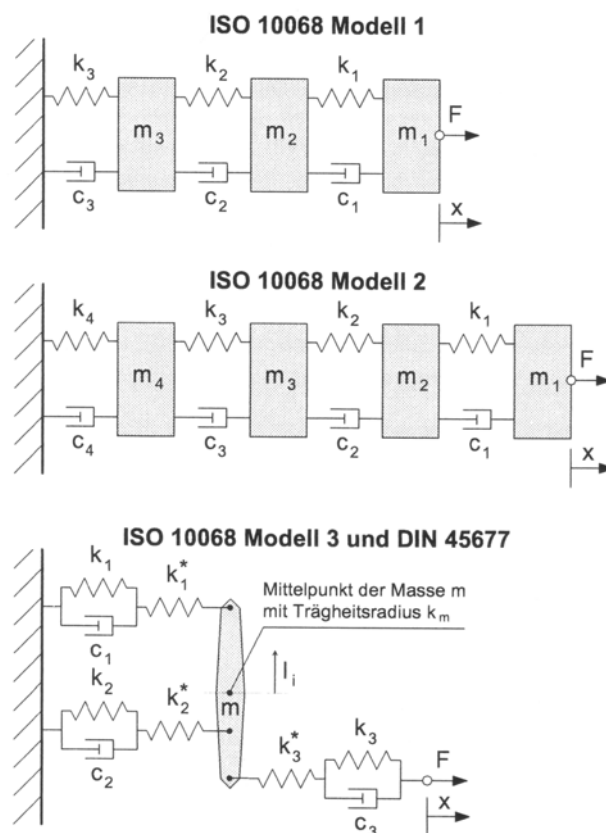 ISO 10068 Modell 1
k3 k2 k1
m3 m2 m1 F
c3 c2 c1 x
ISO 10068 Modell 2
k4 k3 k2 k1
m4 m3 m2 m1 F
c4 c3 c2 c1 x
ISO 10068 Modell 3 und DIN 45677
k1 k1*
Mittelpunkt der Masse m
mit Trägheitsradius km
c1
li
k2 k2* m
k3* k3
c2 F
c3 x